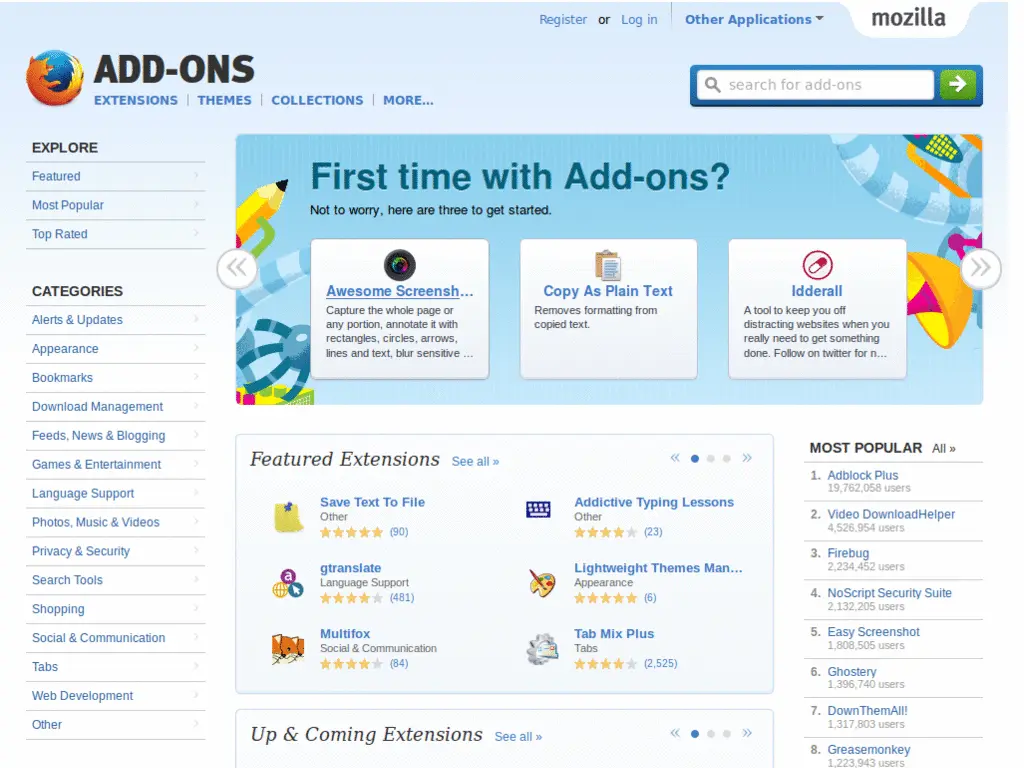 Register or Log in Other Applications
mozilla
ADD-ONS
EXTENSIONS THEMES COLLECTIONS MORE...
search for add-ons
EXPLORE
Featured
Most Popular
Top Rated
CATEGORIES
Alerts & Updates
Appearance
Bookmarks
Download Management
Feeds, News & Blogging
Games & Entertainment
Language Support
Photos, Music & Videos
Privacy & Security
Search Tools
Shopping
Social & Communication
Tabs
Web Development
Other
First time with Add-ons?
Not to worry, here are three to get started.
Awesome Screensh...
Capture the whole page or
any portion, annotate it with
rectangles, circles, arrows,
lines and text, blur sensitive ...
Copy As Plain Text
Removes formatting from
copied text.
Idderall
A tool to keep you off
distracting websites when you
really need to get something
done. Follow on twitter for n...
Featured Extensions See all »
Save Text To File
Other
(90)
Addictive Typing Lessons
Other
(23)
gtranslate
Language Support
(481)
Lightweight Themes Man...
Appearance
(6)
Multifox
Social & Communication
(84)
Tab Mix Plus
Tabs
(2,525)
Up & Coming Extensions See all »
MOST POPULAR All »
1. Adblock Plus
19,762,058 users
2. Video DownloadHelper
4,526,954 users
3. Firebug
2,234,452 users
4. NoScript Security Suite
2,132,205 users
5. Easy Screenshot
1,808,505 users
6. Ghostery
1,396,740 users
7. DownThemAll!
1,317,803 users
8. Greasemonkey
1,223,943 users